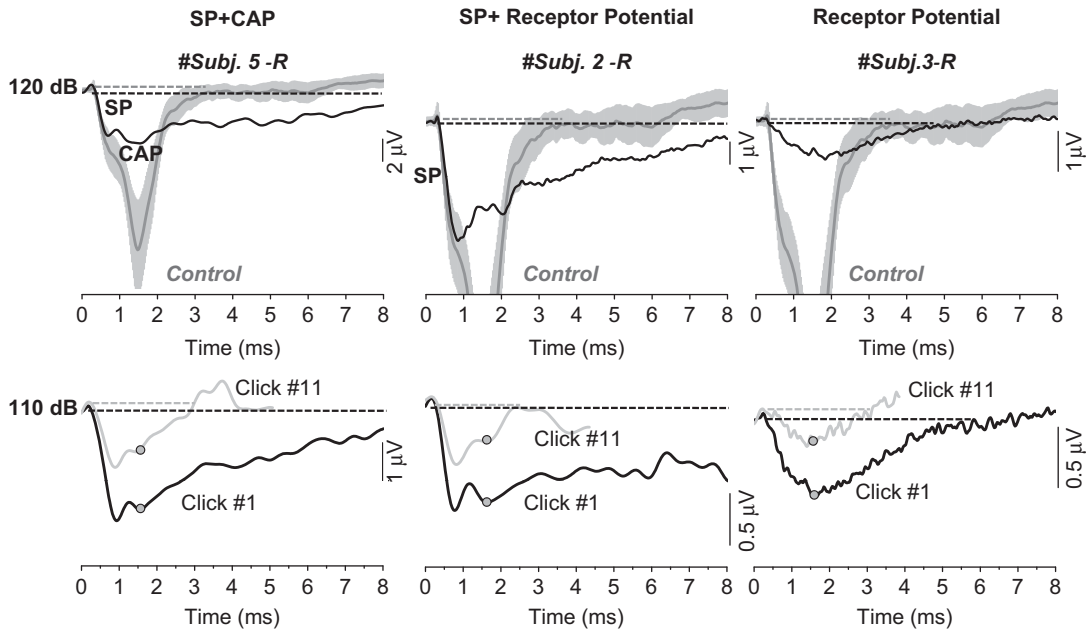 SP+CAP
SP+ Receptor Potential
Receptor Potential
#Subj. 5 -R
#Subj. 2 -R
#Subj.3-R
120 dB
SP
CAP
Control
2 µV
SP
Control
1 µV
Control
1 µV
0 1 2 3 4 5 6 7 8
0 1 2 3 4 5 6 7 8
0 1 2 3 4 5 6 7 8
Time (ms)
Time (ms)
Time (ms)
110 dB
Click #11
Click #1
1 µV
Click #11
Click #1
0.5 µV
Click #11
Click #1
0.5 µV
0 1 2 3 4 5 6 7 8
0 1 2 3 4 5 6 7 8
0 1 2 3 4 5 6 7 8
Time (ms)
Time (ms)
Time (ms)